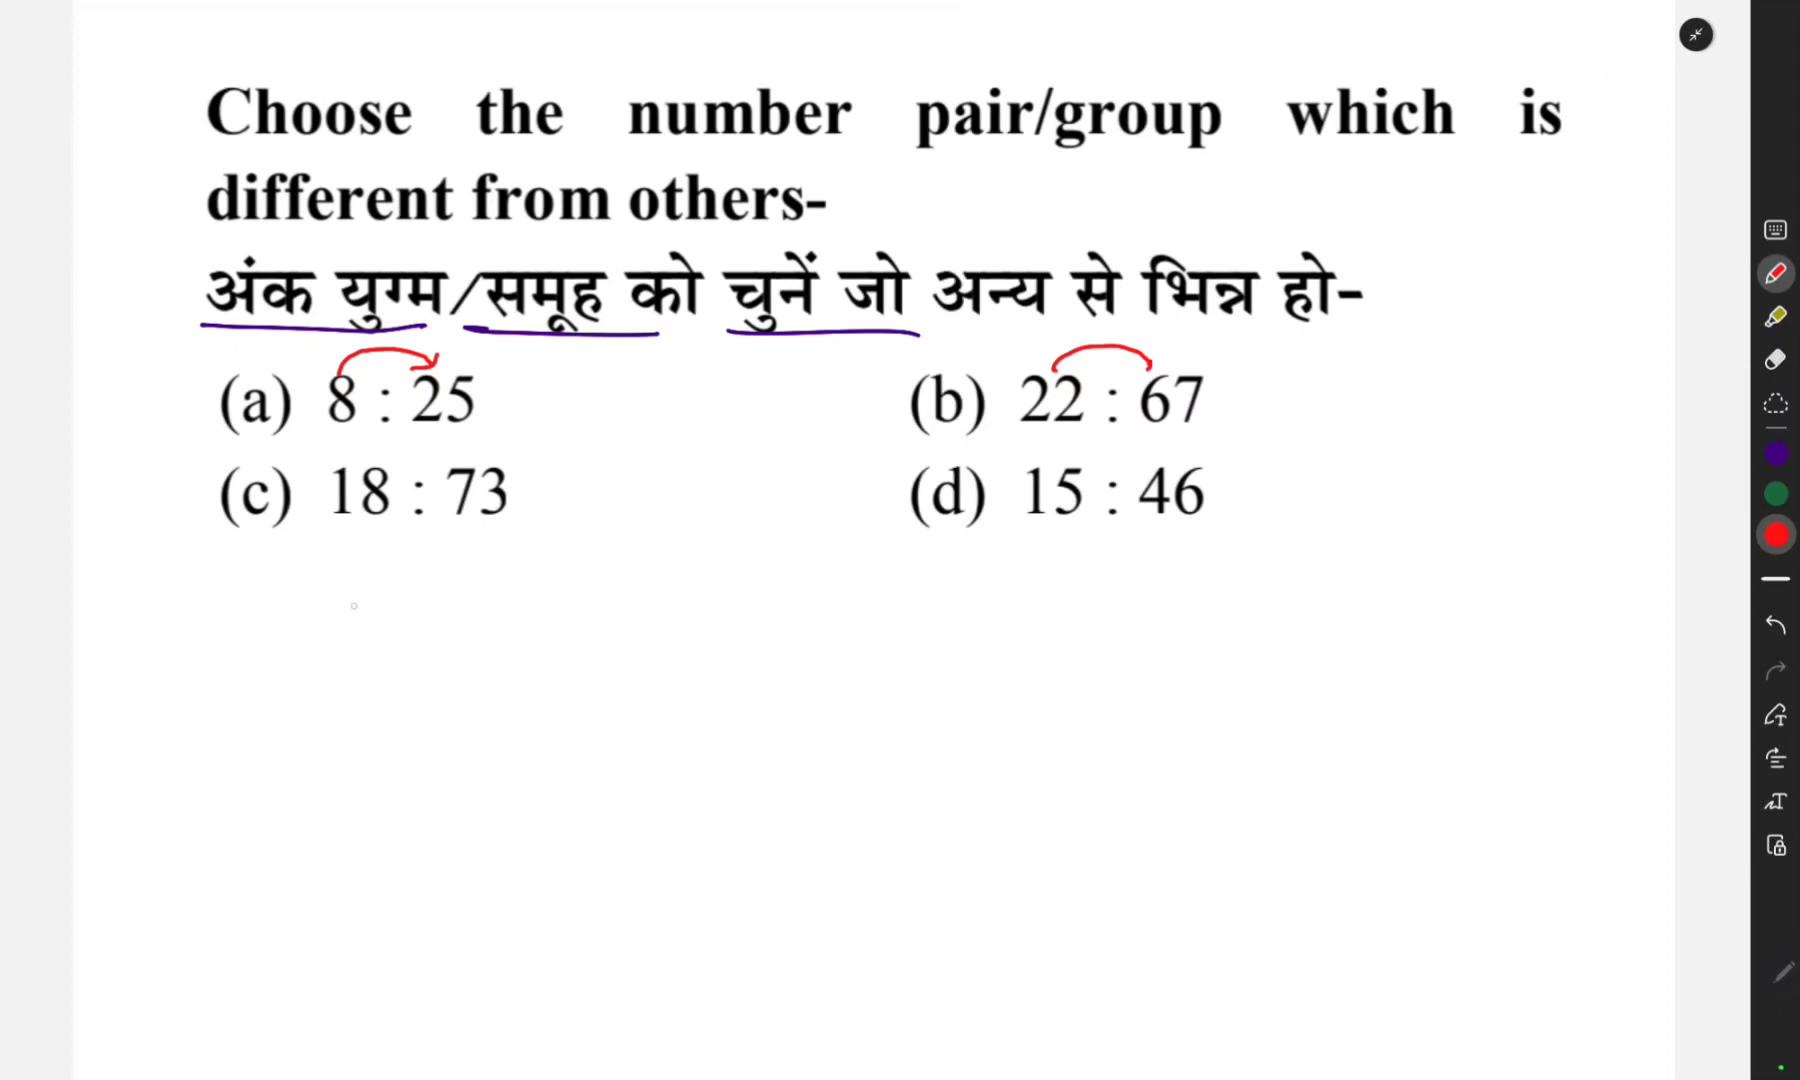 Choose the number pair/group which is
different from others-
अंक युग्म/समूह को चुनें जो अन्य से भिन्न हो-
(a) 8 : 25 (b) 22 : 67
(c) 18 : 73 (d) 15 : 46